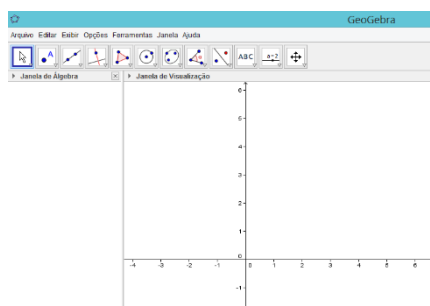 GeoGebra
Arquivo Editar Exibir Opções Ferramentas Janela Ajuda
A
ABC
a=2
Janela de Álgebra
Janela de Visualização
6
5
4
3
2
1
0
-4 -3 -2 -1 0 1 2 3 4 5 6
-1